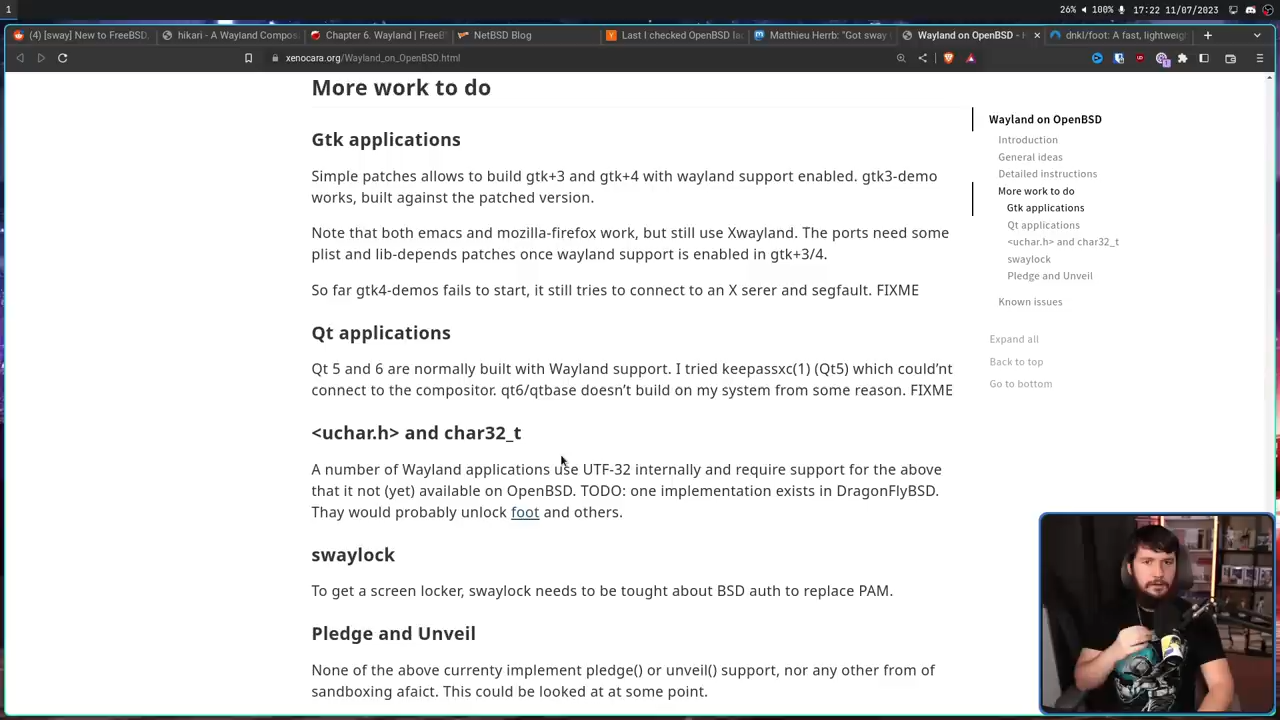 1
26% 100% 17:22 11/07/2023
(4) [sway] New to FreeBSD.
hikari - A Wayland Compos
Chapter 6. Wayland | FreeB
NetBSD Blog
Last I checked OpenBSD la
Matthieu Herrb: "Got sway
Wayland on OpenBSD -
dnkl/foot: A fast, lightweigh
xenocara.org/Wayland_on_OpenBSD.html
More work to do
Gtk applications
Simple patches allows to build gtk+3 and gtk+4 with wayland support enabled. gtk3-demo
works, built against the patched version.
Note that both emacs and mozilla-firefox work, but still use Xwayland. The ports need some
plist and lib-depends patches once wayland support is enabled in gtk+3/4.
So far gtk4-demos fails to start, it still tries to connect to an X serer and segfault. FIXME
Qt applications
Qt 5 and 6 are normally built with Wayland support. I tried keepassxc(1) (Qt5) which could’nt
connect to the compositor. qt6/qtbase doesn’t build on my system from some reason. FIXME
<uchar.h> and char32_t
A number of Wayland applications use UTF-32 internally and require support for the above
that it not (yet) available on OpenBSD. TODO: one implementation exists in DragonFlyBSD.
Thay would probably unlock foot and others.
swaylock
To get a screen locker, swaylock needs to be tought about BSD auth to replace PAM.
Pledge and Unveil
None of the above currenty implement pledge() or unveil() support, nor any other from of
sandboxing afaict. This could be looked at at some point.
Wayland on OpenBSD
Introduction
General ideas
Detailed instructions
More work to do
Gtk applications
Qt applications
<uchar.h> and char32_t
swaylock
Pledge and Unveil
Known issues
Expand all
Back to top
Go to bottom